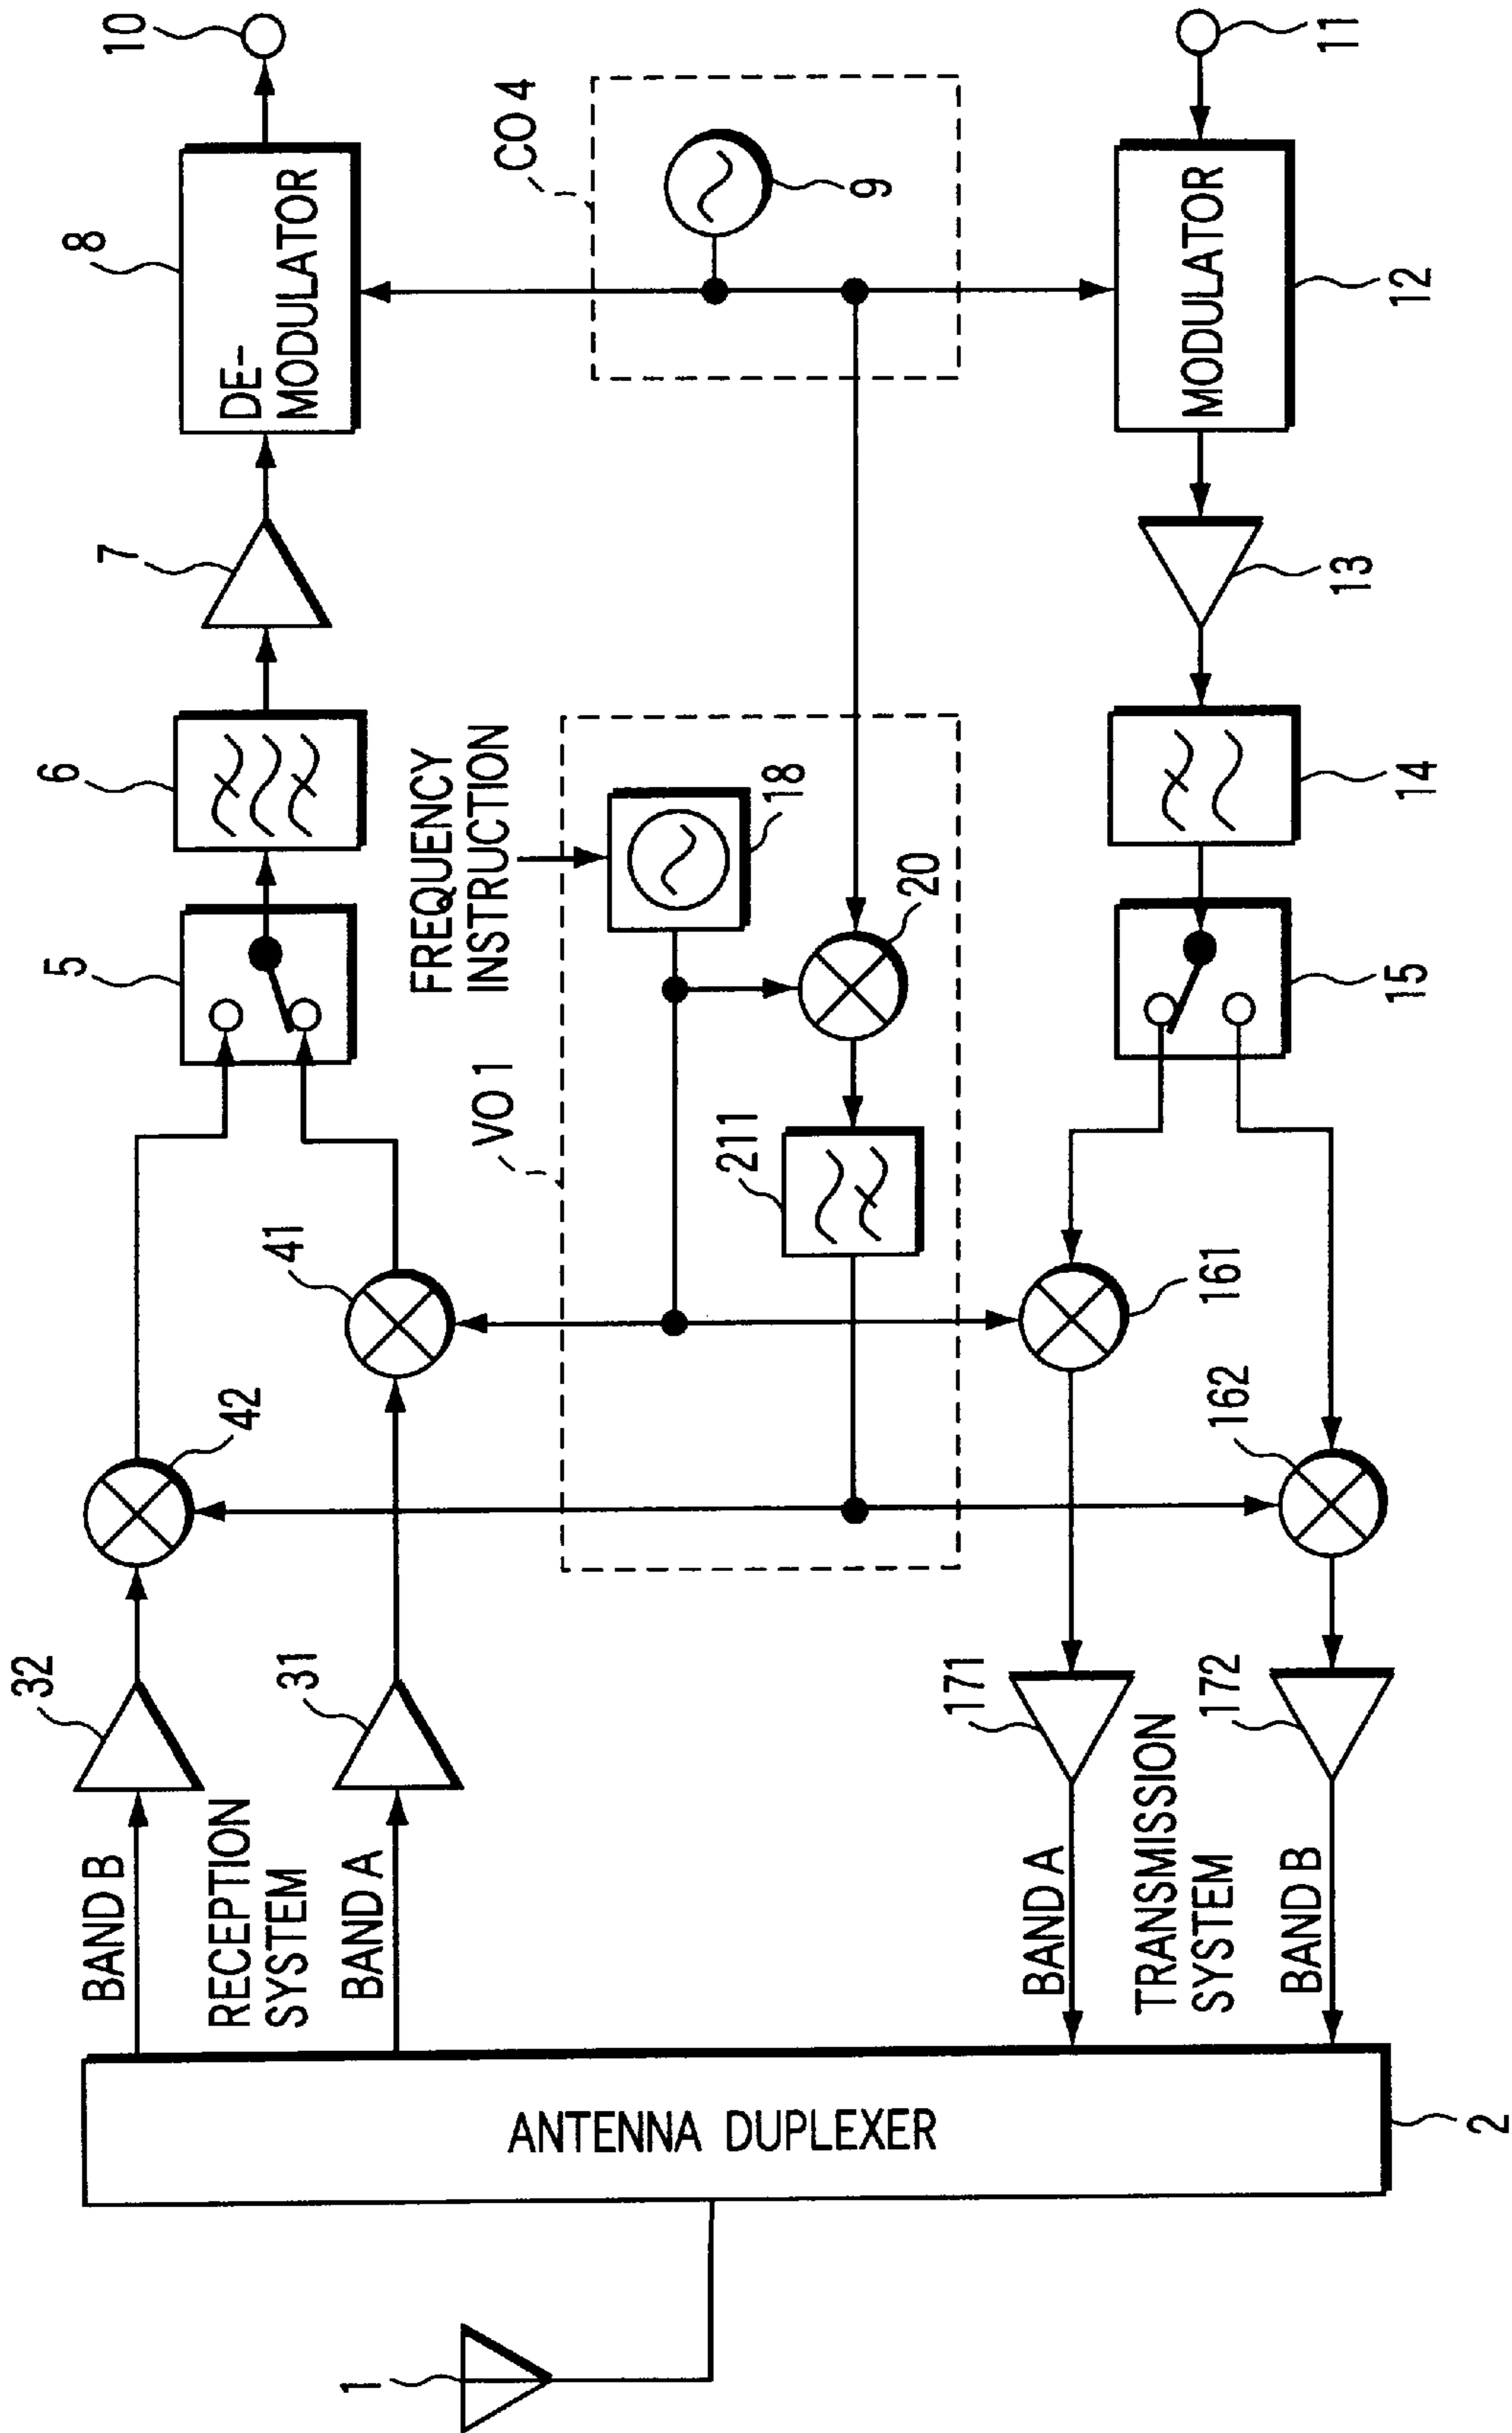 10
8
DE-
MODULATOR
7
6
5
CO 4
9
FREQUENCY
INSTRUCTION
18
20
VO 1
211
41
42
32
31
BAND B
RECEPTION
SYSTEM
BAND A
11
MODULATOR
12
13
14
15
161
162
171
172
BAND A
TRANSMISSION
SYSTEM
BAND B
ANTENNA DUPLEXER
2
1